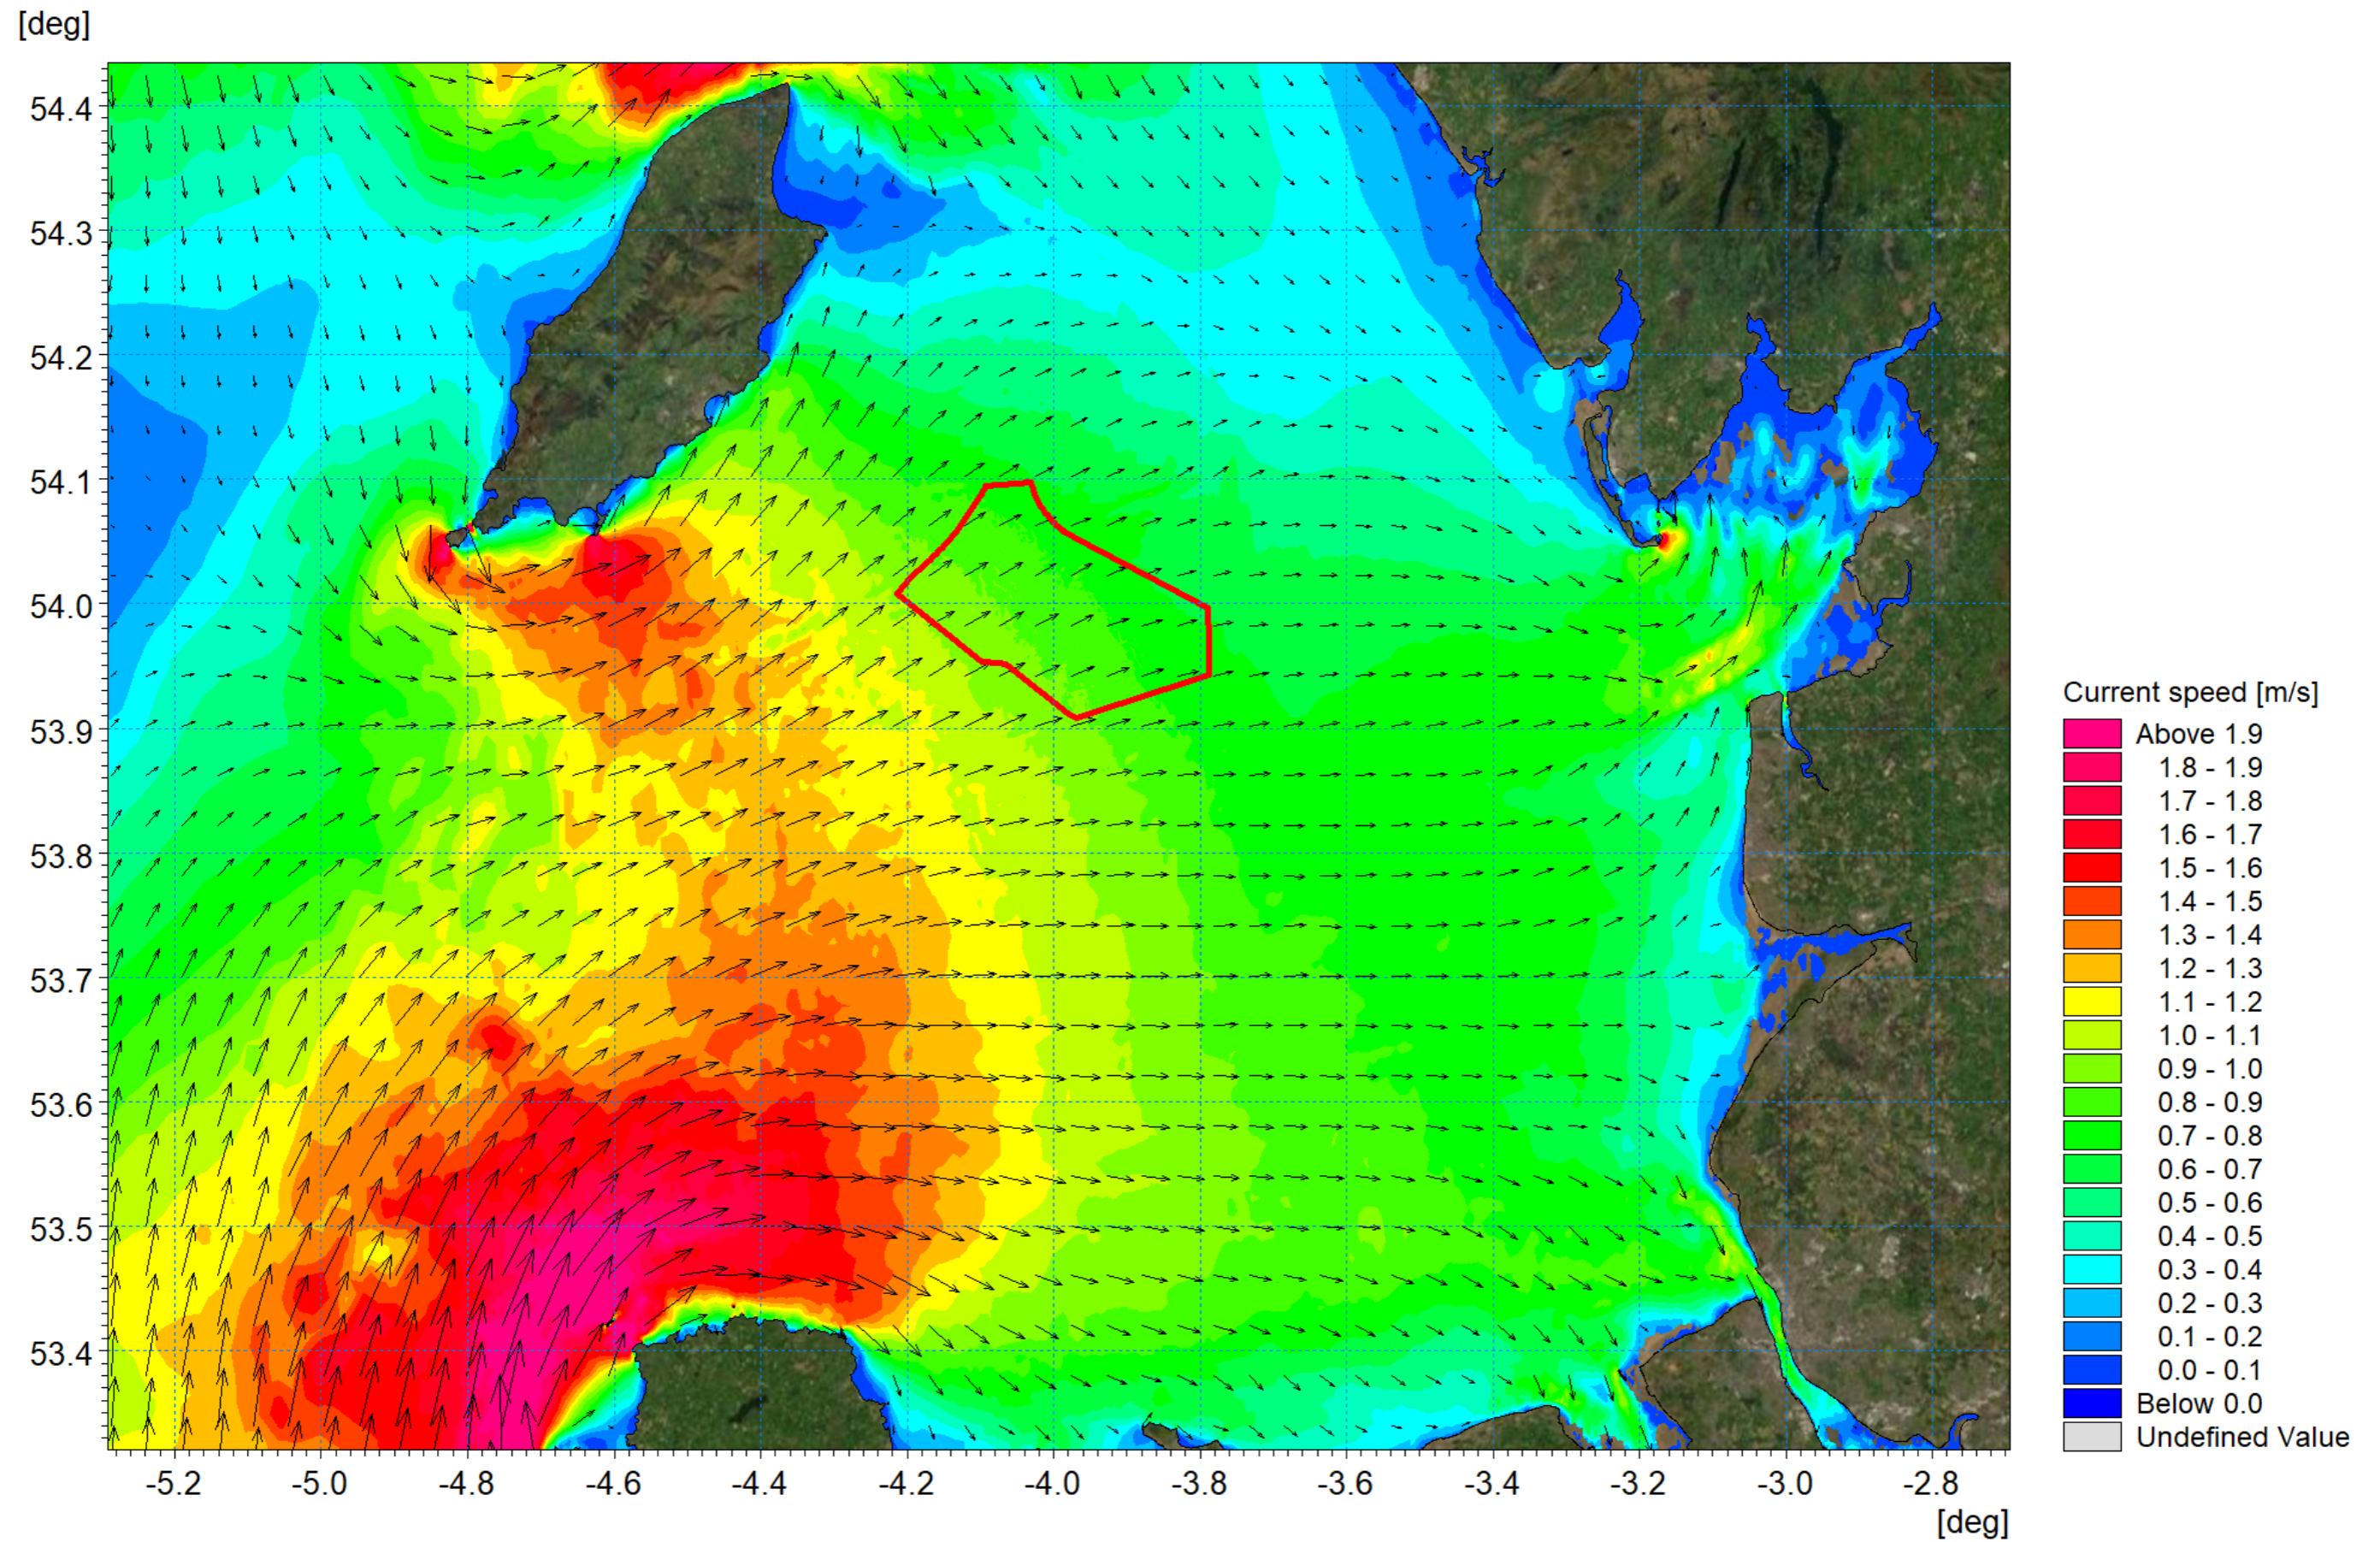 [deg]
54.4
54.3
54.2
54.1
54.0
53.9
53.8
53.7
53.6
53.5
53.4
-5.2 -5.0 -4.8 -4.6 -4.4 -4.2 -4.0 -3.8 -3.6 -3.4 -3.2 -3.0 -2.8
[deg]
Current speed [m/s]
Above 1.9
1.8 - 1.9
1.7 - 1.8
1.6 - 1.7
1.5 - 1.6
1.4 - 1.5
1.3 - 1.4
1.2 - 1.3
1.1 - 1.2
1.0 - 1.1
0.9 - 1.0
0.8 - 0.9
0.7 - 0.8
0.6 - 0.7
0.5 - 0.6
0.4 - 0.5
0.3 - 0.4
0.2 - 0.3
0.1 - 0.2
0.0 - 0.1
Below 0.0
Undefined Value